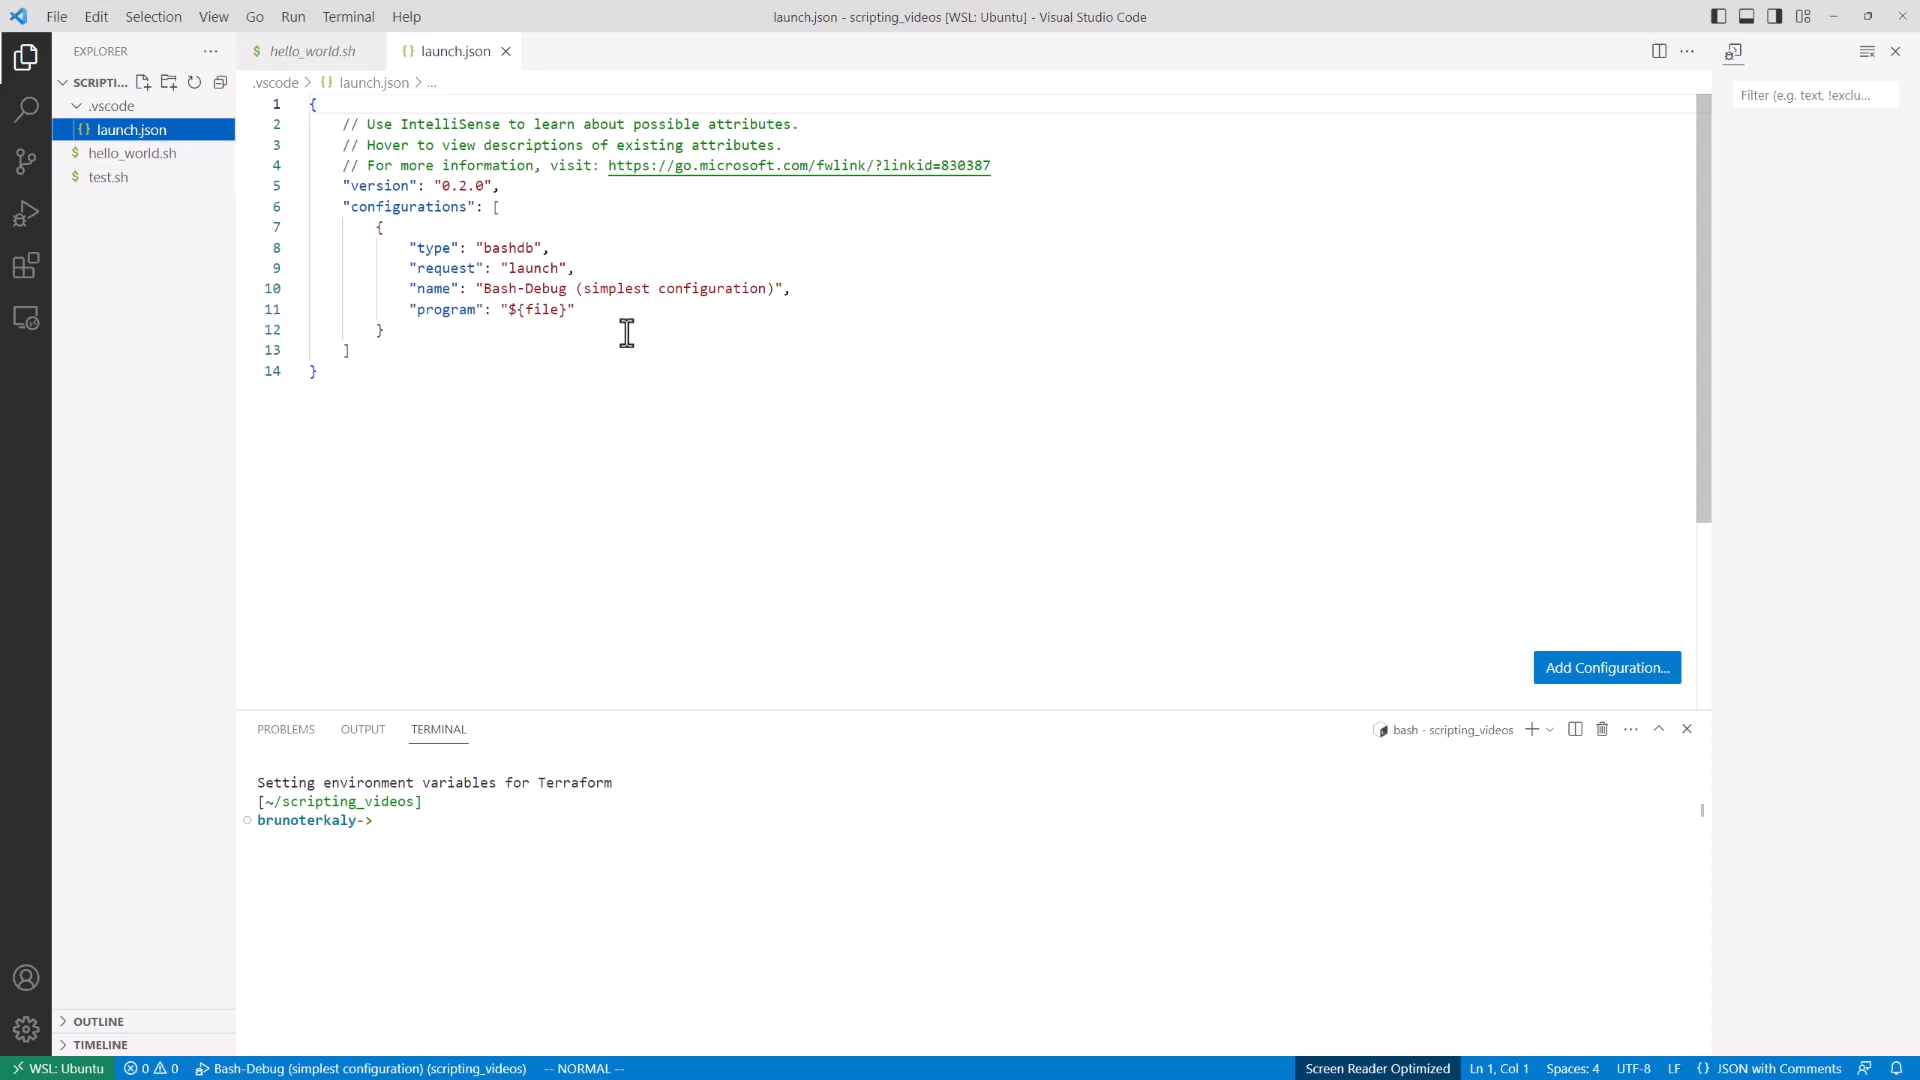 File Edit Selection View Go Run Terminal Help
launch.json - scripting_videos [WSL: Ubuntu] - Visual Studio Code
EXPLORER
SCRIPTI...
.vscode
{} launch.json
$ hello_world.sh
$ test.sh
OUTLINE
TIMELINE
$ hello_world.sh
{} launch.json
.vscode > {} launch.json > ...
1 {
2 // Use IntelliSense to learn about possible attributes.
3 // Hover to view descriptions of existing attributes.
4 // For more information, visit: https://go.microsoft.com/fwlink/?linkid=830387
5 "version": "0.2.0",
6 "configurations": [
7 {
8 "type": "bashdb",
9 "request": "launch",
10 "name": "Bash-Debug (simplest configuration)",
11 "program": "${file}"
12 }
13 ]
14 }
Add Configuration...
Filter (e.g. text, !exclu...
PROBLEMS OUTPUT TERMINAL
bash - scripting_videos
Setting environment variables for Terraform
[~/scripting_videos]
brunoterkaly->
WSL: Ubuntu 0 0 Bash-Debug (simplest configuration) (scripting_videos) -- NORMAL -- Screen Reader Optimized Ln 1, Col 1 Spaces: 4 UTF-8 LF {} JSON with Comments